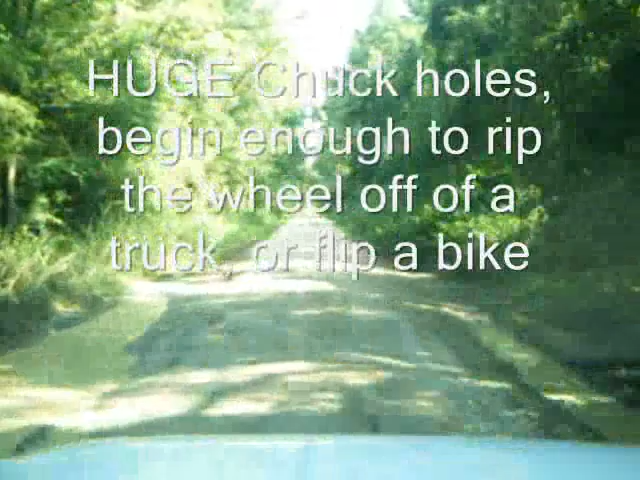 HUGE Chuck holes,
begin enough to rip
the wheel off of a
truck, or flip a bike